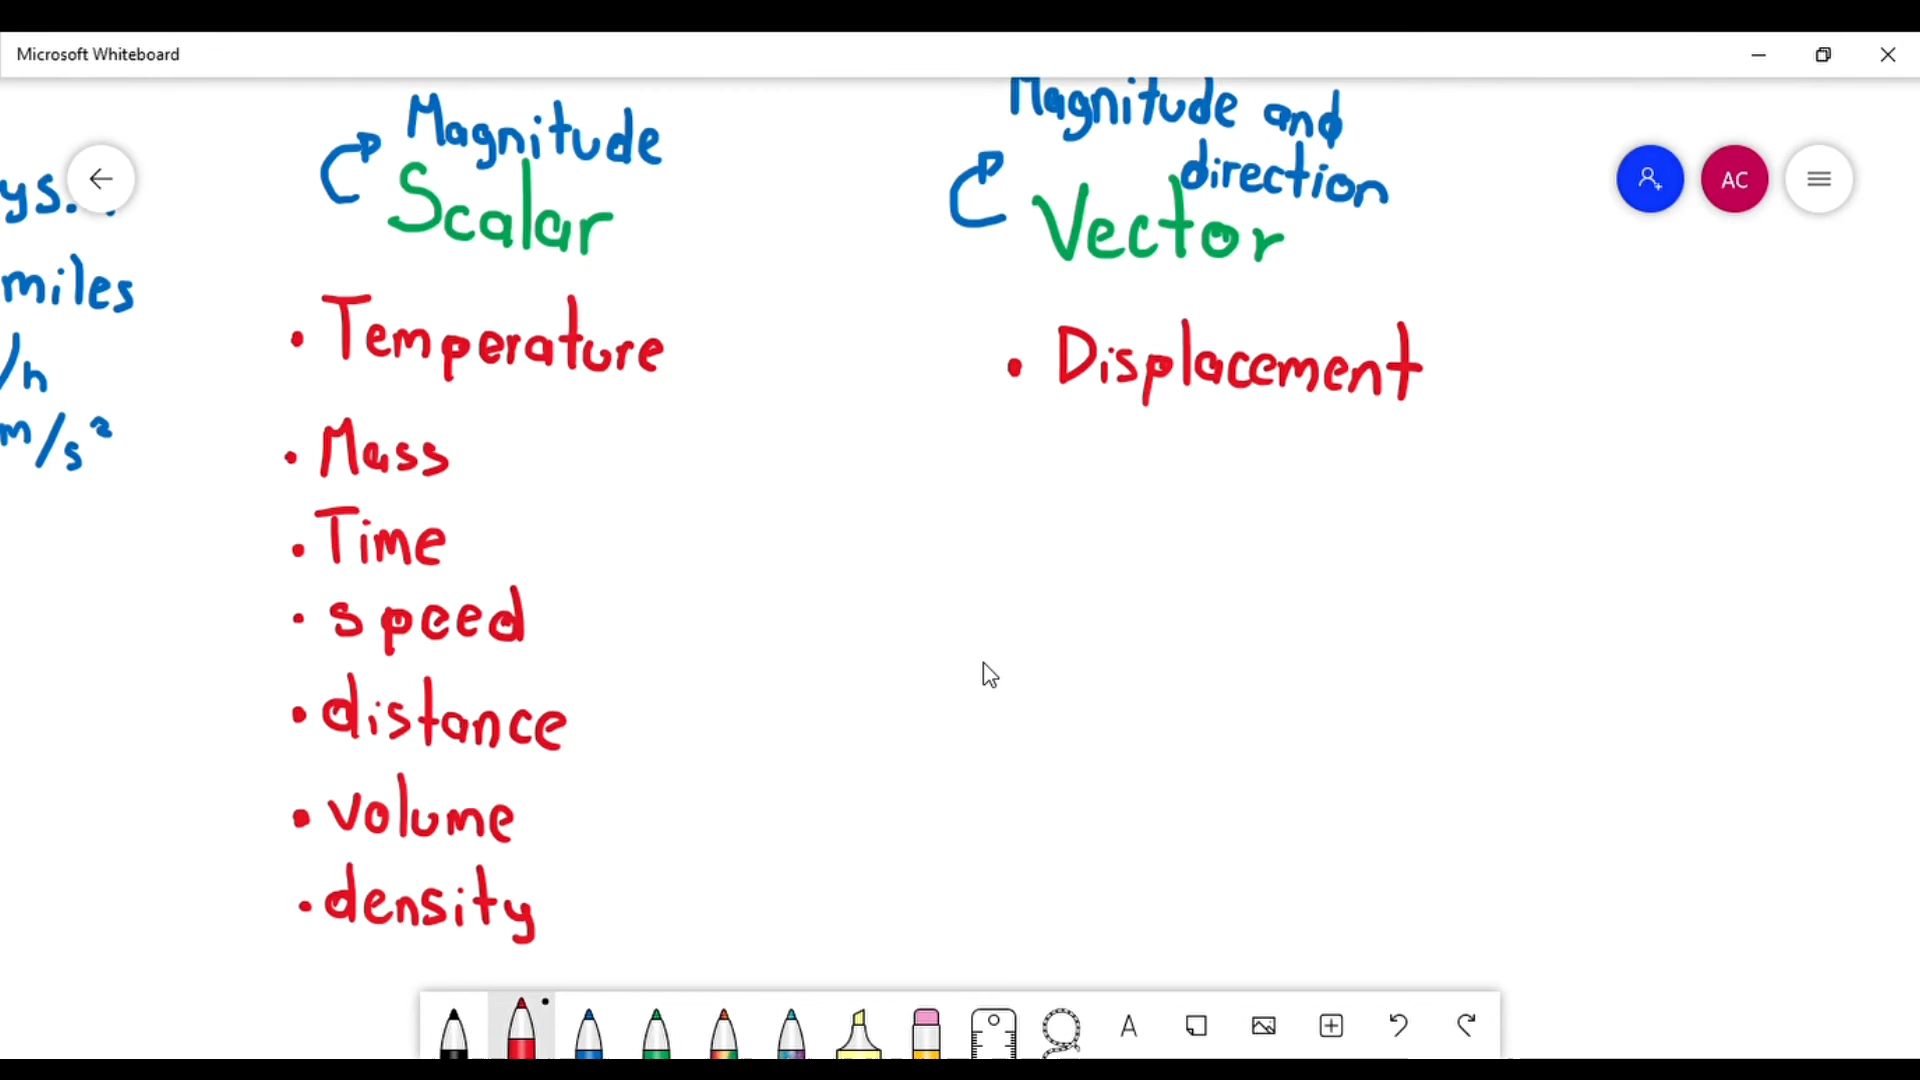 Microsoft Whiteboard
Magnitude
Scalar
Magnitude and
direction
Vector
AC
ys.
miles
/h
m/s²
• Temperature
• Mass
• Time
• speed
• distance
• volume
• density
• Displacement
A